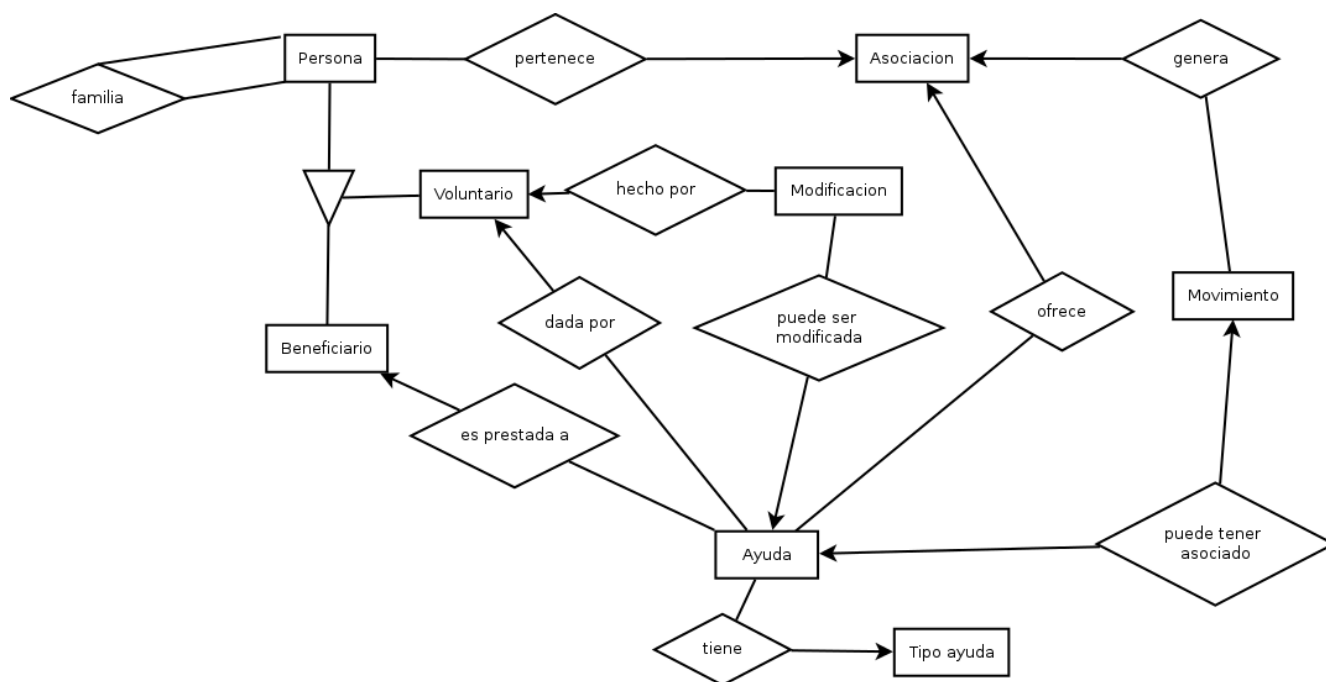 Persona
pertenece
Asociacion
genera
familia
Voluntario
hecho por
Modificacion
Movimiento
dada por
puede ser
modificada
ofrece
Beneficiario
es prestada a
puede tener
asociado
Ayuda
tiene
Tipo ayuda